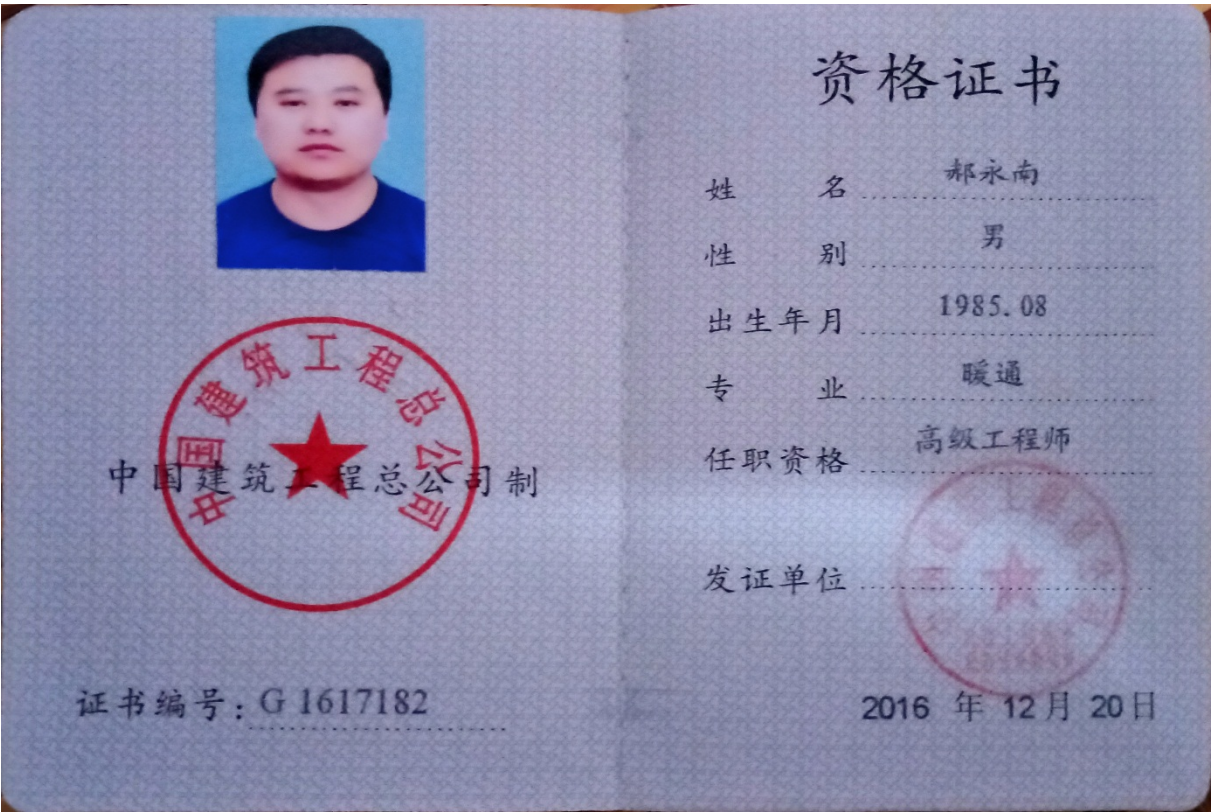 中国建筑工程总公司
中国建筑工程总公司制
证书编号：G 1617182
资格证书
姓名 郝永南
性别 男
出生年月 1985.08
专业 暖通
任职资格 高级工程师
发证单位
2016 年 12月 20日